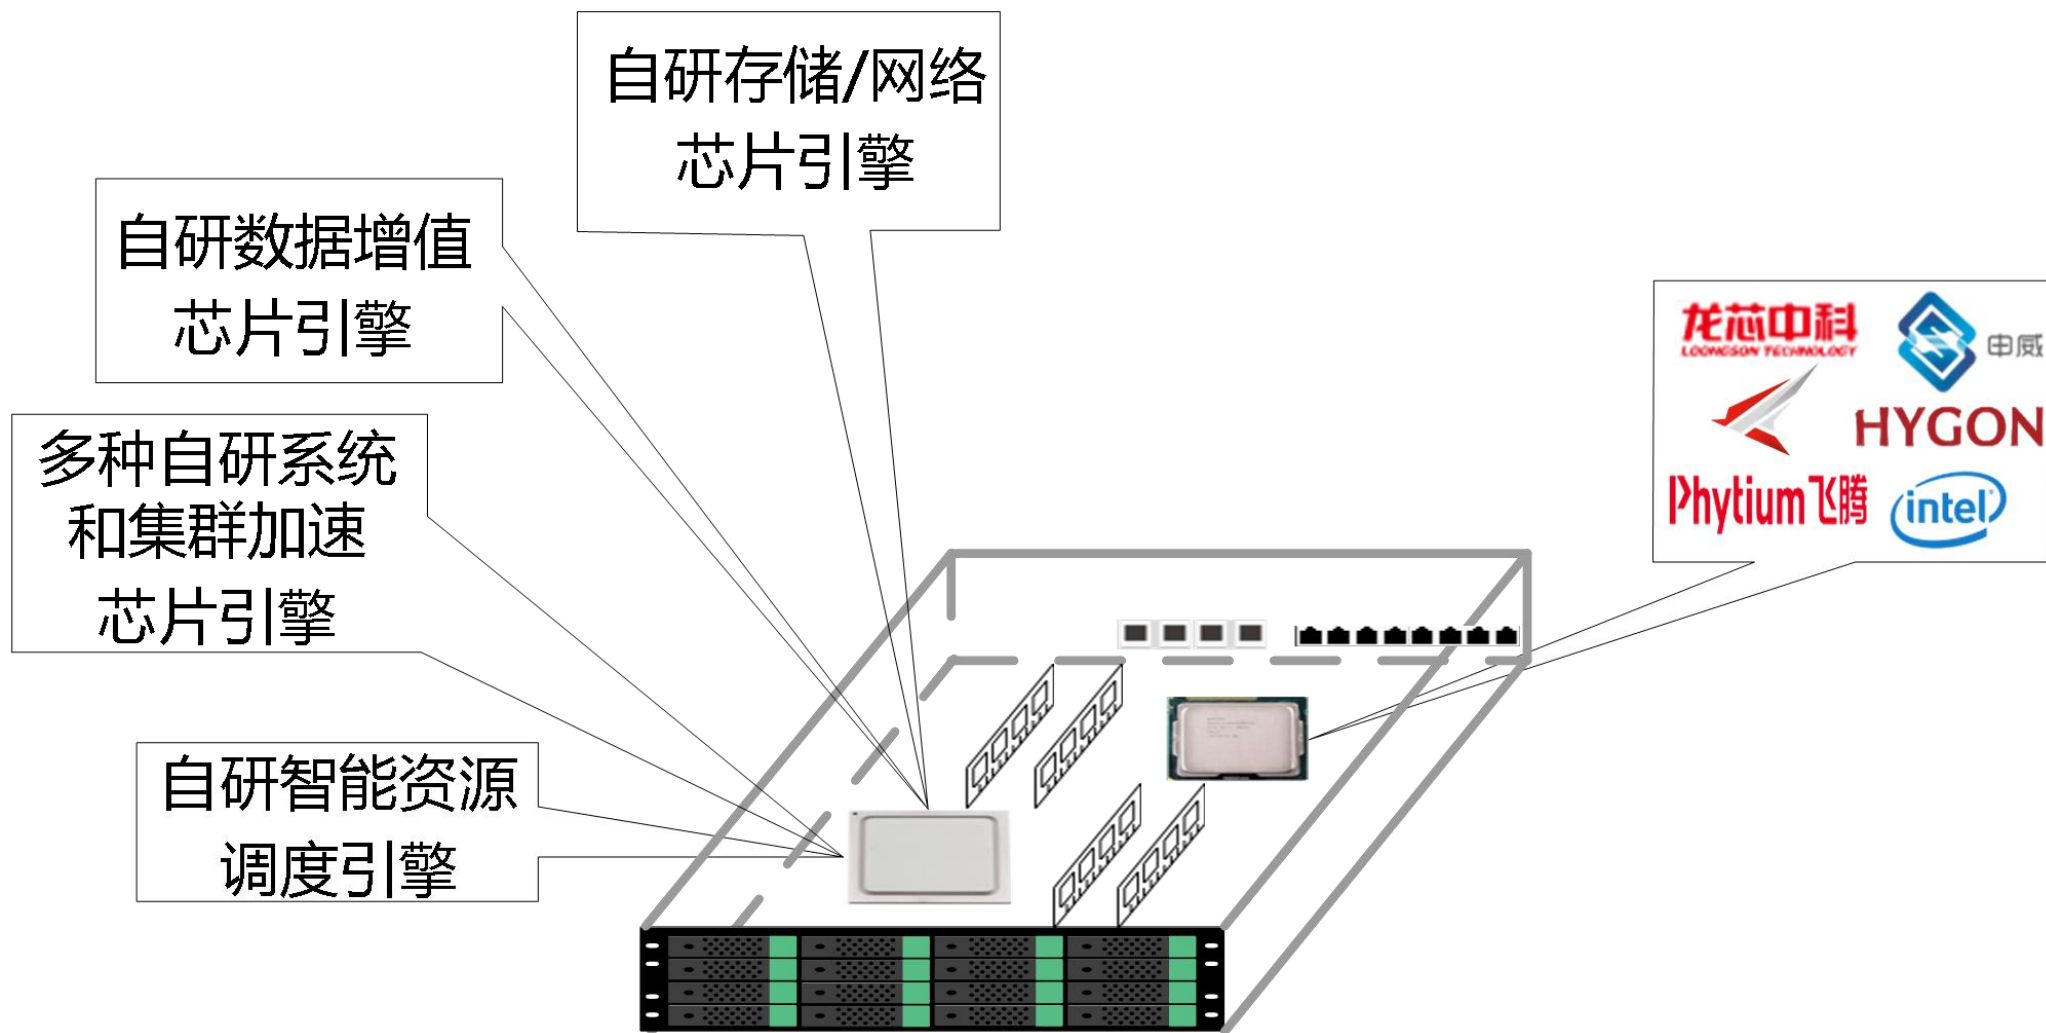 自研存储/网络
芯片引擎
自研数据增值
芯片引擎
多种自研系统
和集群加速
芯片引擎
自研智能资源
调度引擎
龙芯中科
LOONGSON TECHNOLOGY
申威
HYGON
Phytium飞腾
intel